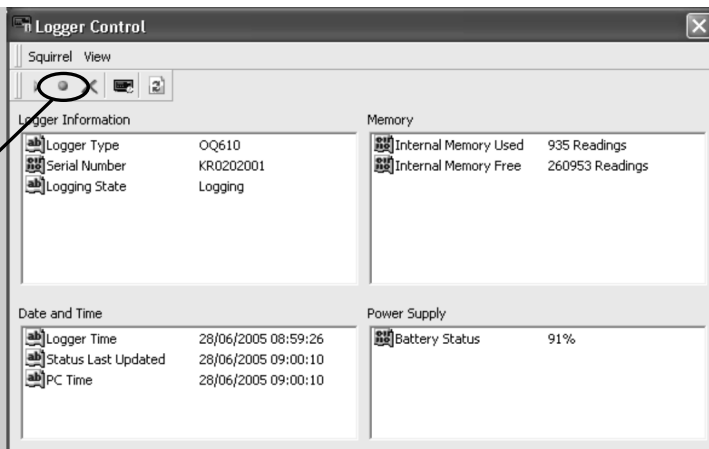 Logger Control
Squirrel View
Logger Information
Logger Type OQ610
Serial Number KR0202001
Logging State Logging
Memory
Internal Memory Used 935 Readings
Internal Memory Free 260953 Readings
Date and Time
Logger Time 28/06/2005 08:59:26
Status Last Updated 28/06/2005 09:00:10
PC Time 28/06/2005 09:00:10
Power Supply
Battery Status 91%